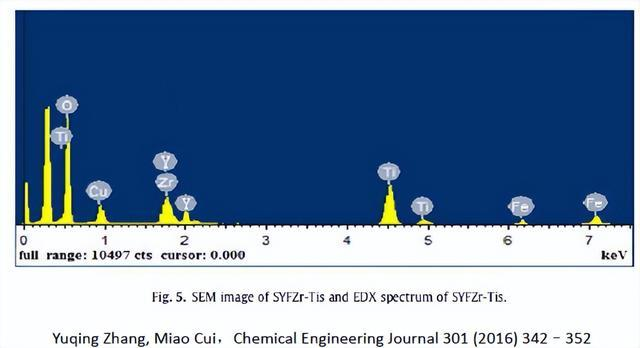 O
Ti
Cu
Y
Zr
Y
Ti
Ti
Fe
Fe
0 1 2 3 4 5 6 7
full range: 10497 cts cursor: 0.000 keV
Fig. 5. SEM image of SYFZr-Tis and EDX spectrum of SYFZr-Tis.
Yuqing Zhang, Miao Cui，Chemical Engineering Journal 301 (2016) 342–352